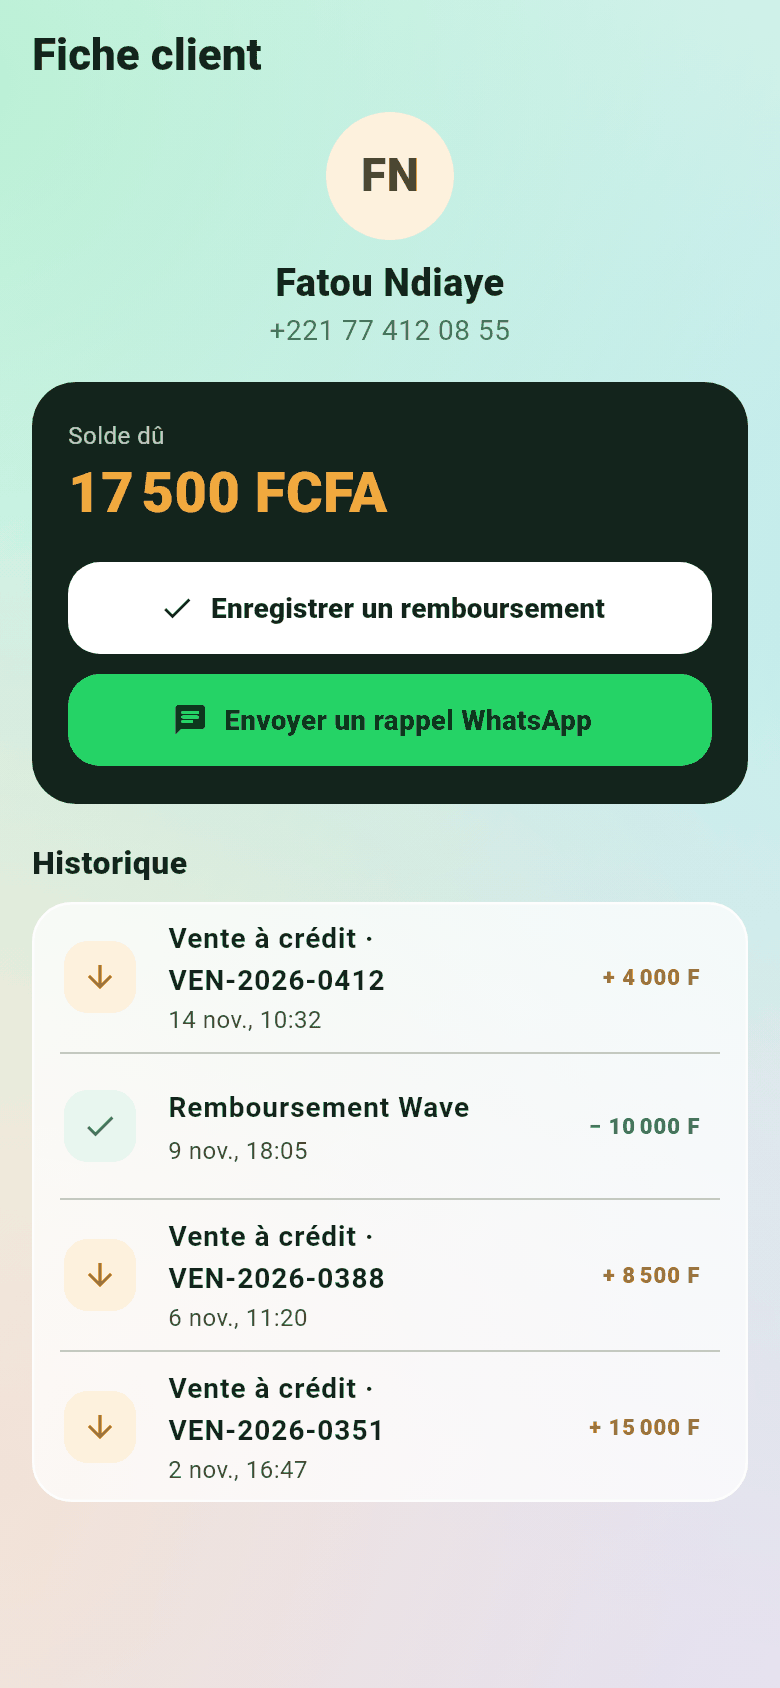 Fiche client
FN
Fatou Ndiaye
+221 77 412 08 55
Solde dû
17 500 FCFA
Enregistrer un remboursement
Envoyer un rappel WhatsApp
Historique
Vente à crédit ·
VEN-2026-0412
14 nov., 10:32
+ 4 000 F
Remboursement Wave
9 nov., 18:05
− 10 000 F
Vente à crédit ·
VEN-2026-0388
6 nov., 11:20
+ 8 500 F
Vente à crédit ·
VEN-2026-0351
2 nov., 16:47
+ 15 000 F